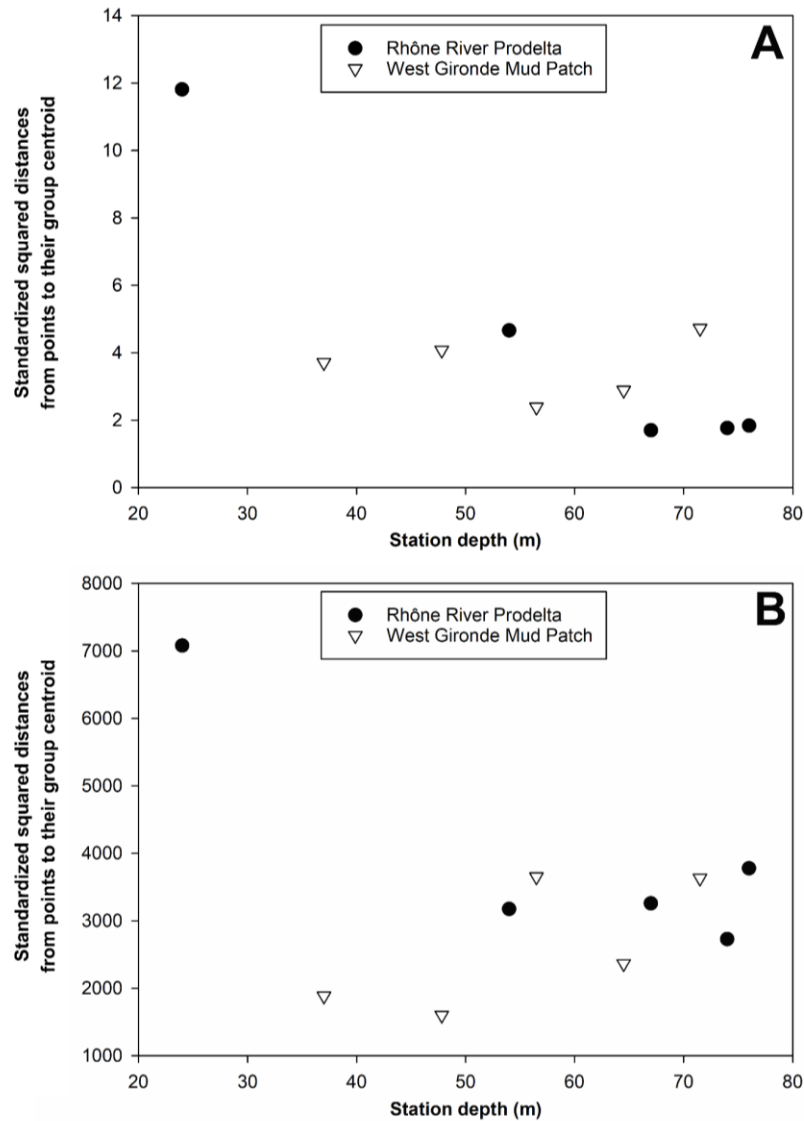 A
Rhône River Prodelta
West Gironde Mud Patch
Standardized squared distances
from points to their group centroid
14
12
10
8
6
4
2
0
20 30 40 50 60 70 80
Station depth (m)
B
Rhône River Prodelta
West Gironde Mud Patch
Standardized squared distances
from points to their group centroid
8000
7000
6000
5000
4000
3000
2000
1000
20 30 40 50 60 70 80
Station depth (m)